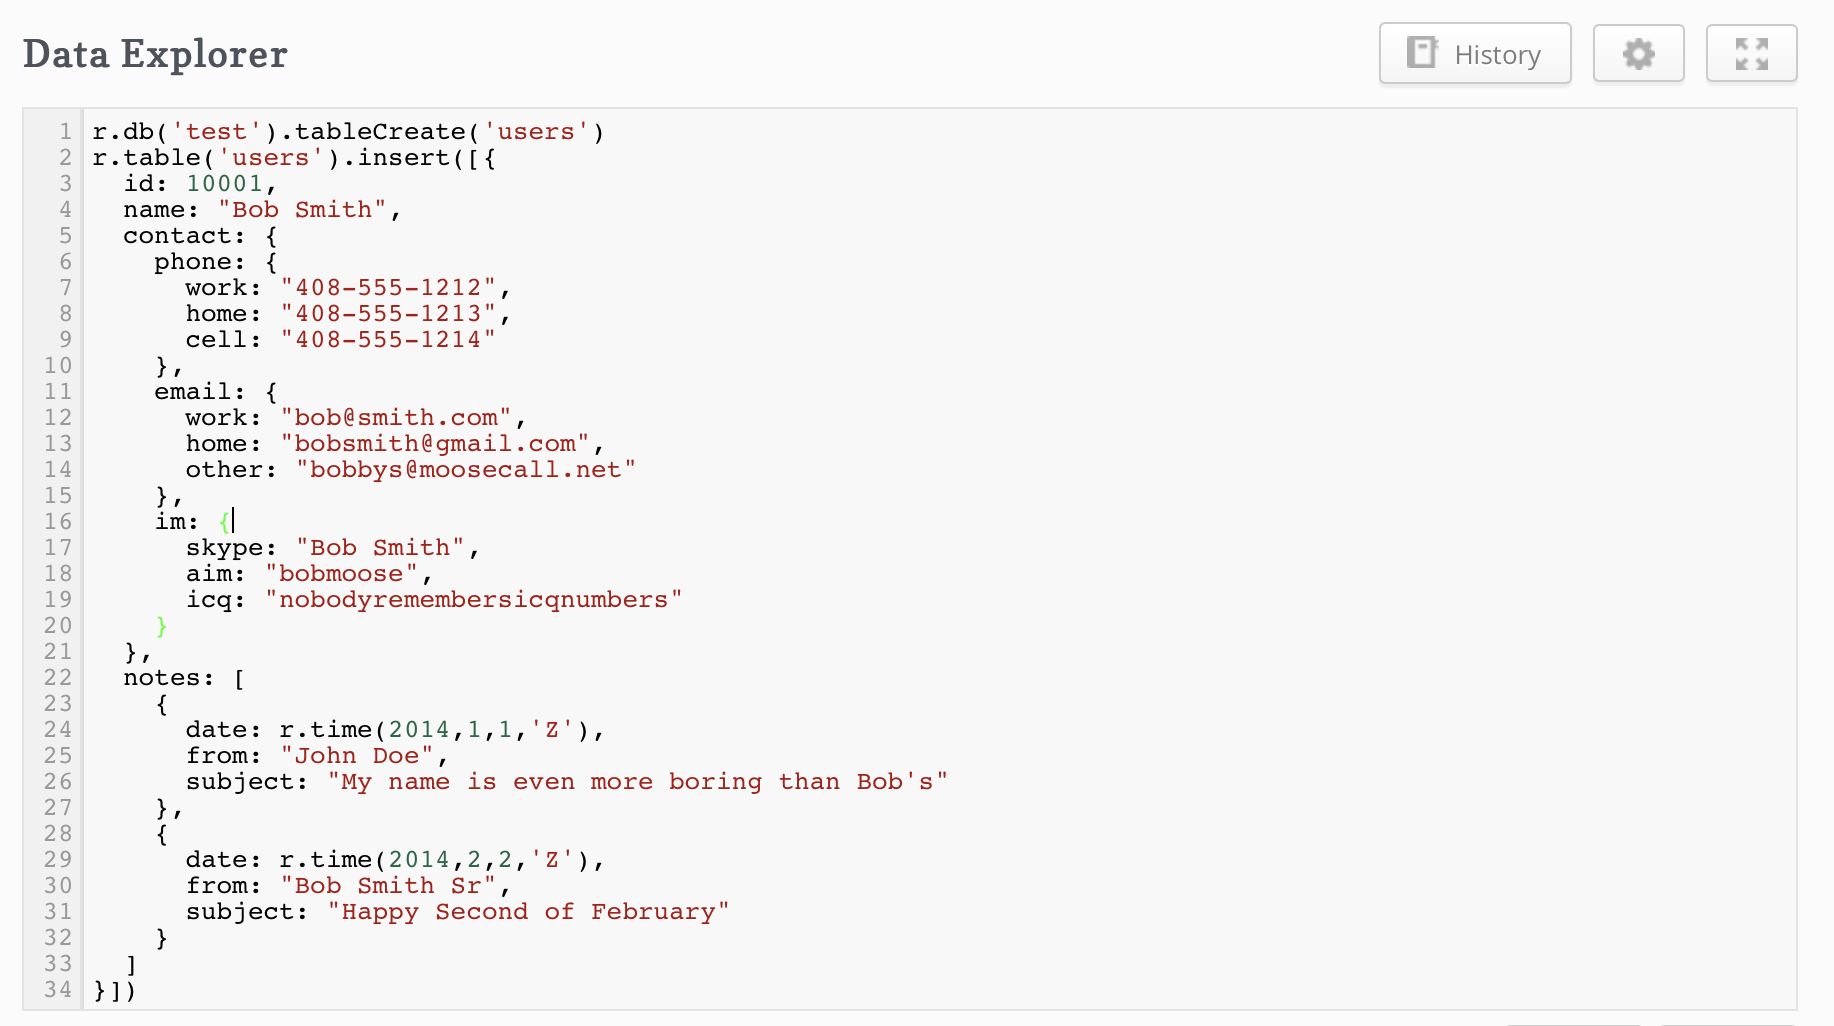 Data Explorer
History
1 r.db('test').tableCreate('users')
2 r.table('users').insert([{
3   id: 10001,
4   name: "Bob Smith",
5   contact: {
6     phone: {
7       work: "408-555-1212",
8       home: "408-555-1213",
9       cell: "408-555-1214"
10     },
11     email: {
12       work: "bob@smith.com",
13       home: "bobsmith@gmail.com",
14       other: "bobbys@moosecall.net"
15     },
16     im: {
17       skype: "Bob Smith",
18       aim: "bobmoose",
19       icq: "nobodyremembersicqnumbers"
20     }
21   },
22   notes: [
23     {
24       date: r.time(2014,1,1,'Z'),
25       from: "John Doe",
26       subject: "My name is even more boring than Bob's"
27     },
28     {
29       date: r.time(2014,2,2,'Z'),
30       from: "Bob Smith Sr",
31       subject: "Happy Second of February"
32     }
33   ]
34 }])